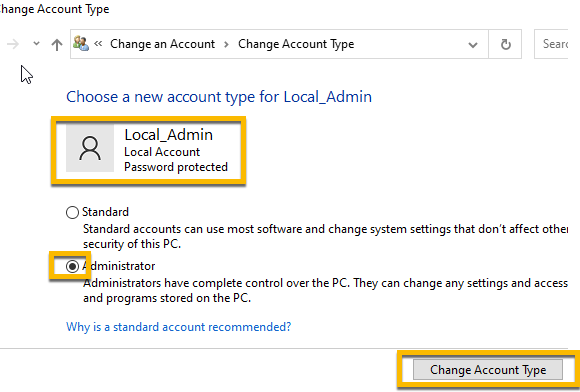 Change Account Type
« Change an Account > Change Account Type
Searc
Choose a new account type for Local_Admin
Local_Admin
Local Account
Password protected
Standard
Standard accounts can use most software and change system settings that don't affect other
security of this PC.
Administrator
Administrators have complete control over the PC. They can change any settings and access
and programs stored on the PC.
Why is a standard account recommended?
Change Account Type